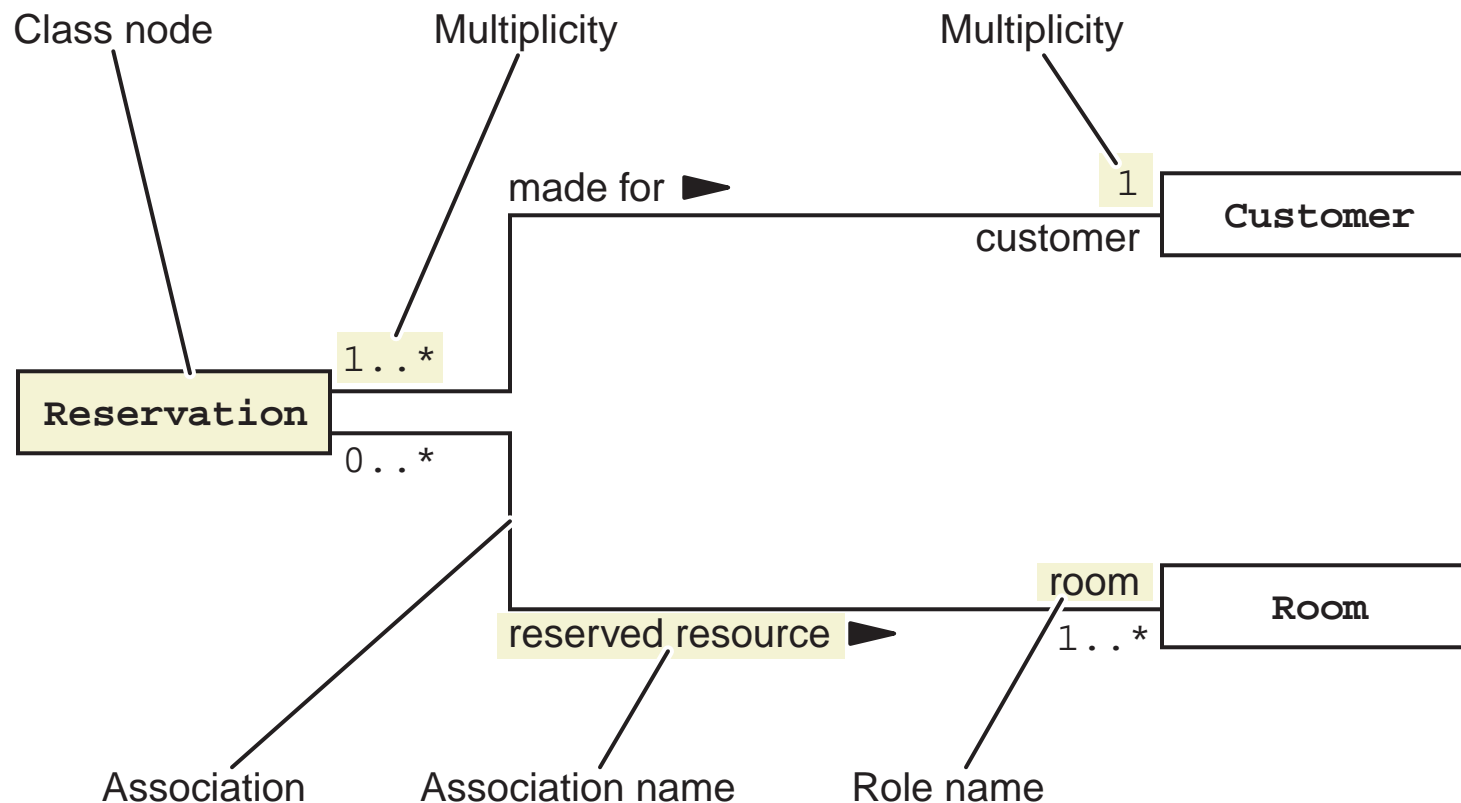 Class node
Multiplicity
Multiplicity
made for
1
Customer
customer
1..*
Reservation
0..*
room
Room
reserved resource
1..*
Association
Association name
Role name